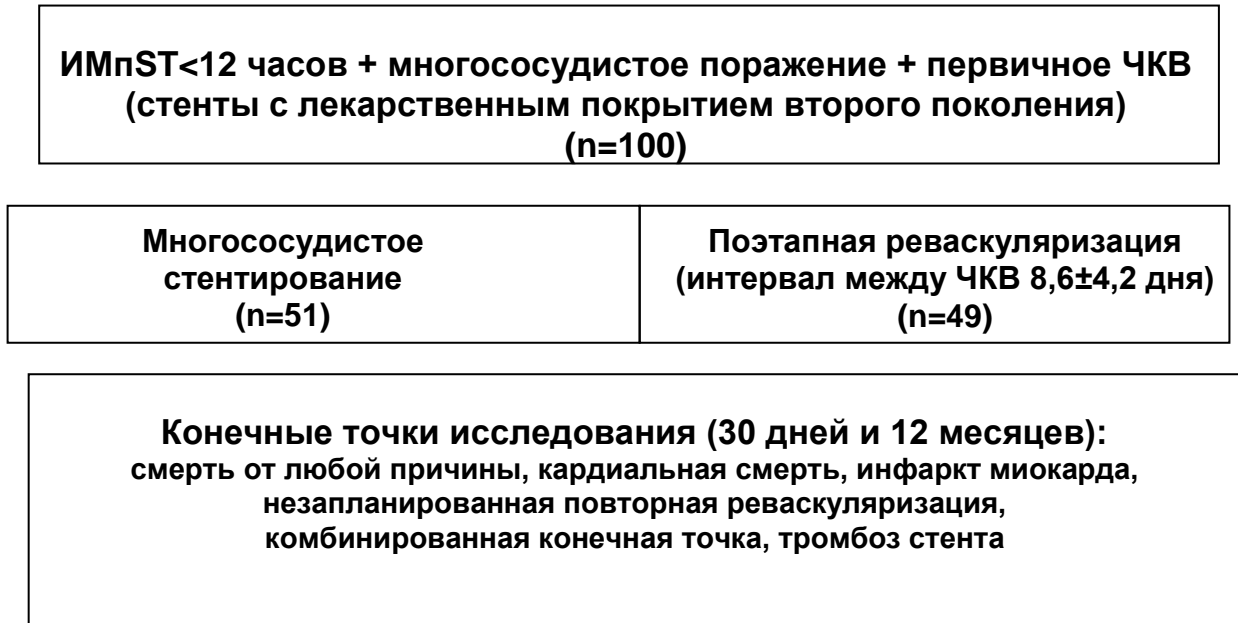 ИМпST<12 часов + многососудистое поражение + первичное ЧКВ
(стенты с лекарственным покрытием второго поколения)
(n=100)
Многососудистое
стентирование
(n=51)
Поэтапная реваскуляризация
(интервал между ЧКВ 8,6±4,2 дня)
(n=49)
Конечные точки исследования (30 дней и 12 месяцев):
смерть от любой причины, кардиальная смерть, инфаркт миокарда,
незапланированная повторная реваскуляризация,
комбинированная конечная точка, тромбоз стента